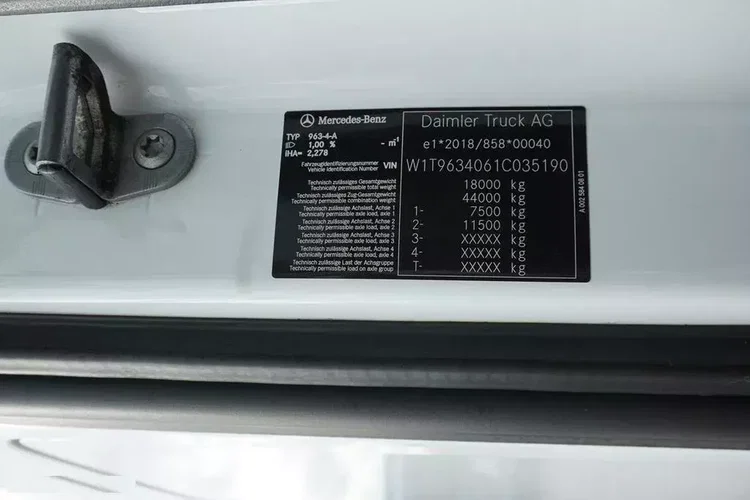 Mercedes-Benz
Daimler Truck AG
TYP 963-4-A
1,00 % - m⁻¹
IHA= 2,278
e1*2018/858*00040
Fahrzeugidentifizierungsnummer
Vehicle Identification Number VIN
W1T9634061C035190
Technisch zulässiges Gesamtgewicht
Technically permissible total weight
18000 kg
Technisch zulässiges Zug-Gesamtgewicht
Technically permissible combination weight
44000 kg
Technisch zulässige Achslast, Achse 1
Technically permissible axle load, axle 1
1- 7500 kg
Technisch zulässige Achslast, Achse 2
Technically permissible axle load, axle 2
2- 11500 kg
Technisch zulässige Achslast, Achse 3
Technically permissible axle load, axle 3
3- XXXXX kg
Technisch zulässige Achslast, Achse 4
Technically permissible axle load, axle 4
4- XXXXX kg
Technisch zulässige Last der Achsgruppe
Technically permissible load on axle group
T- XXXXX kg
A 002 584 08 01